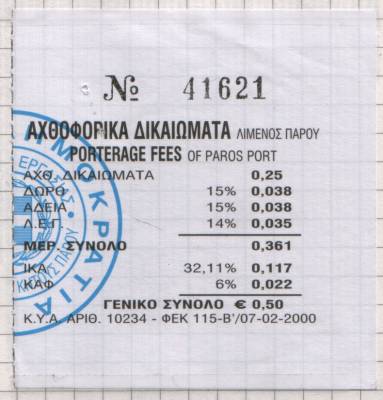 Nº 41621
ΑΧΘΟΦΟΡΙΚΑ ΔΙΚΑΙΩΜΑΤΑ ΛΙΜΕΝΟΣ ΠΑΡΟΥ
PORTERAGE FEES OF PAROS PORT
ΑΧΘ. ΔΙΚΑΙΩΜΑΤΑ 0,25
ΔΩΡΟ 15% 0,038
ΑΔΕΙΑ 15% 0,038
Λ.Ε.Γ. 14% 0,035
ΜΕΡ. ΣΥΝΟΛΟ 0,361
ΙΚΑ 32,11% 0,117
ΚΑΦ 6% 0,022
ΓΕΝΙΚΟ ΣΥΝΟΛΟ € 0,50
Κ.Υ.Α. ΑΡΙΘ. 10234 - ΦΕΚ 115-Β'/07-02-2000
ΗΜΟΚΡΑΤΙΑ
ΠΑΡΟΥ